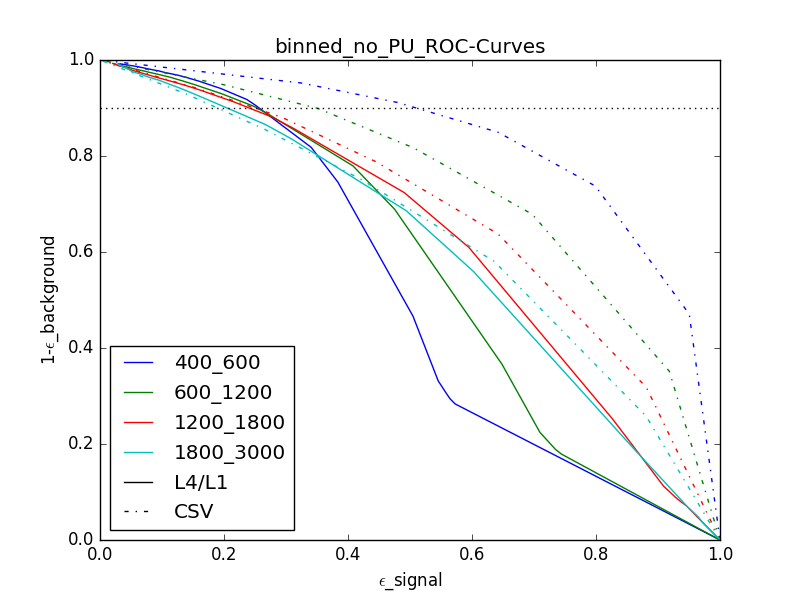 binned_no_PU_ROC-Curves
1.0
0.8
0.6
0.4
0.2
0.0
1-ϵ_background
400_600
600_1200
1200_1800
1800_3000
L4/L1
CSV
0.0 0.2 0.4 0.6 0.8 1.0
ϵ_signal